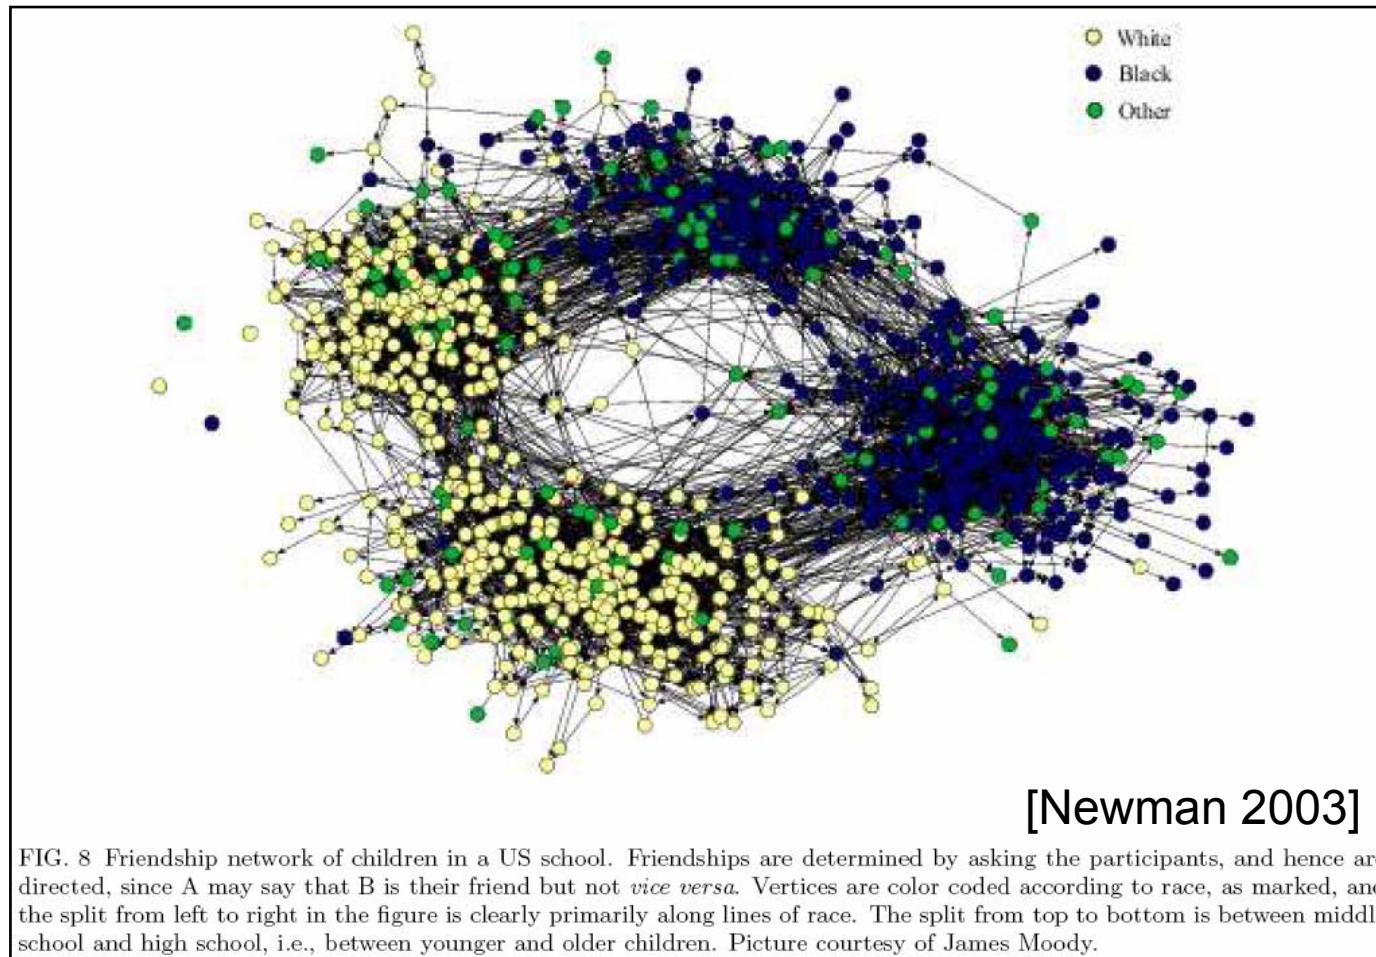 White
Black
Other
[Newman 2003]
FIG. 8 Friendship network of children in a US school. Friendships are determined by asking the participants, and hence are
directed, since A may say that B is their friend but not vice versa. Vertices are color coded according to race, as marked, and
the split from left to right in the figure is clearly primarily along lines of race. The split from top to bottom is between middl
school and high school, i.e., between younger and older children. Picture courtesy of James Moody.